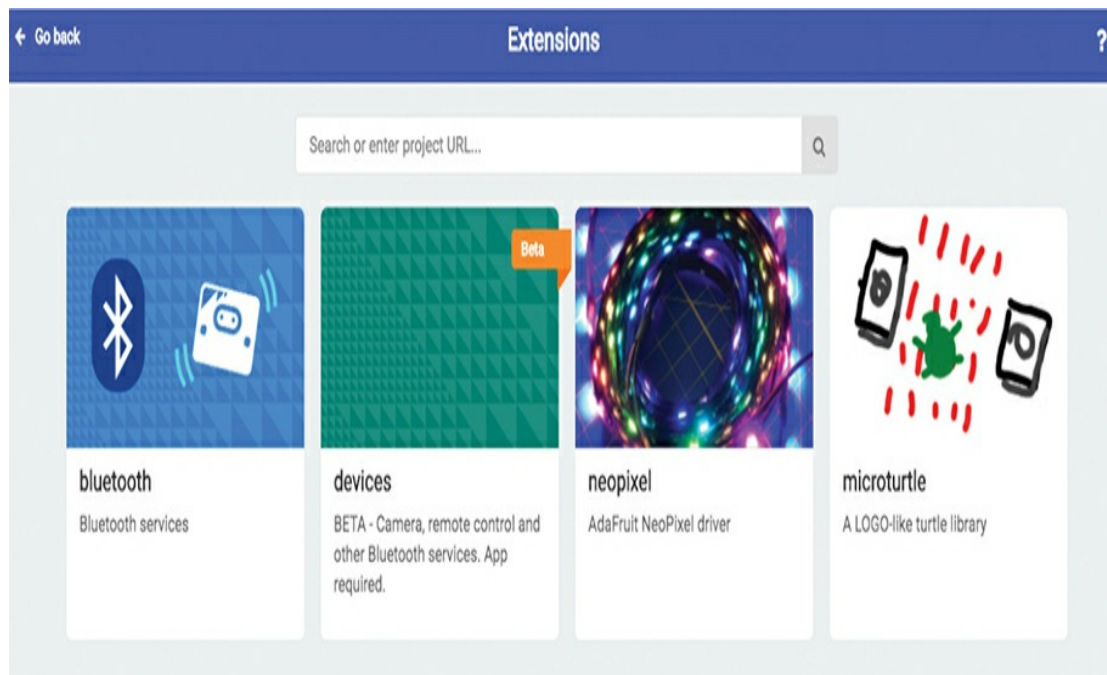 ← Go back
Extensions
?
Search or enter project URL...
Beta
bluetooth
Bluetooth services
devices
BETA - Camera, remote control and
other Bluetooth services. App
required.
neopixel
AdaFruit NeoPixel driver
microturtle
A LOGO-like turtle library